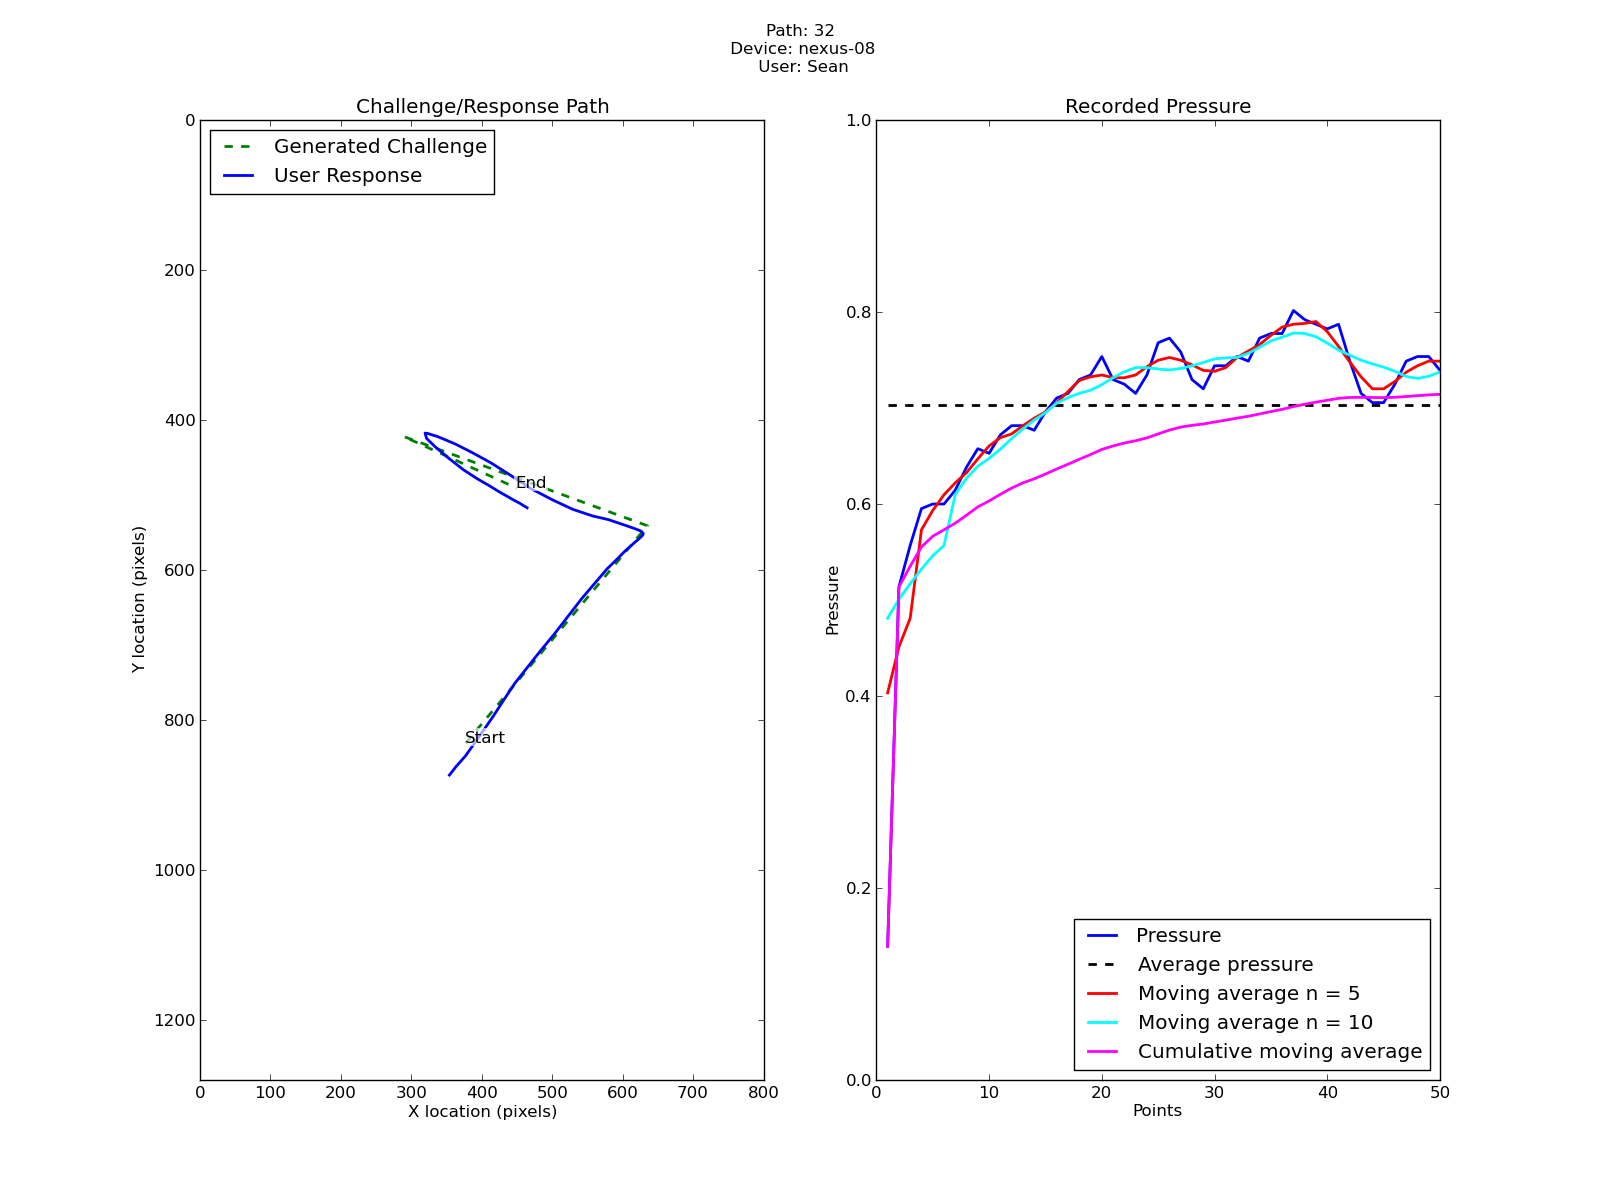 Path: 32
Device: nexus-08
User: Sean
Challenge/Response Path
Generated Challenge
User Response
0
200
400
600
800
1000
1200
Y location (pixels)
End
Start
0 100 200 300 400 500 600 700 800
X location (pixels)
Recorded Pressure
1.0
0.8
0.6
0.4
0.2
0.0
Pressure
Pressure
Average pressure
Moving average n = 5
Moving average n = 10
Cumulative moving average
0 10 20 30 40 50
Points